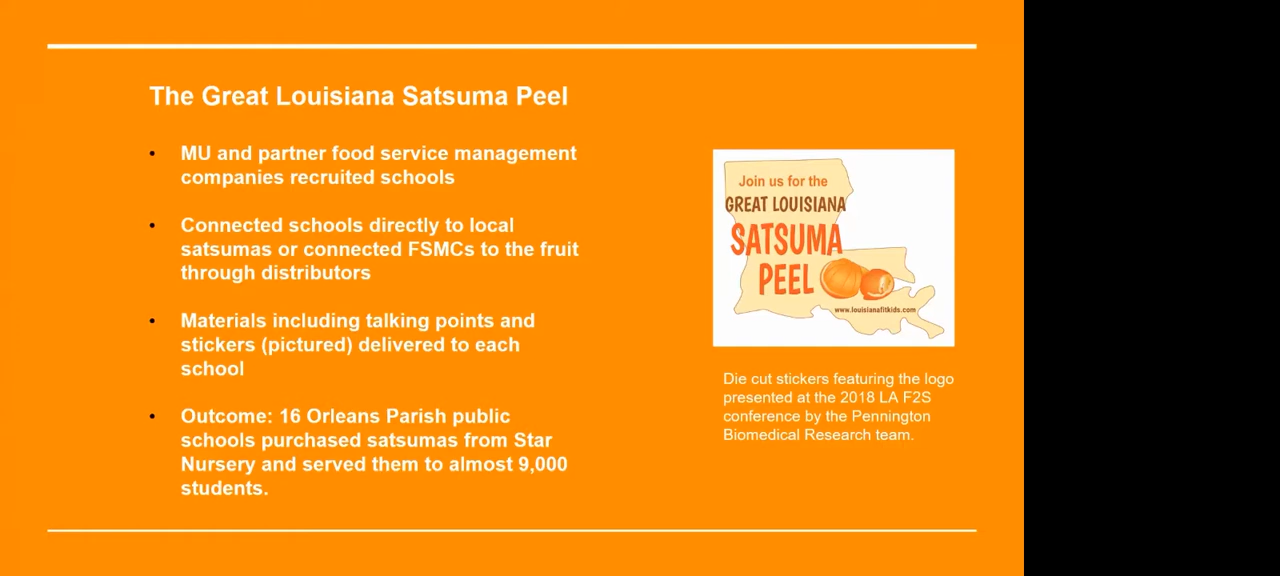 The Great Louisiana Satsuma Peel
• MU and partner food service management
companies recruited schools
• Connected schools directly to local
satsumas or connected FSMCs to the fruit
through distributors
• Materials including talking points and
stickers (pictured) delivered to each
school
• Outcome: 16 Orleans Parish public
schools purchased satsumas from Star
Nursery and served them to almost 9,000
students.
Join us for the
GREAT LOUISIANA
SATSUMA
PEEL
www.louisianafitkids.com
Die cut stickers featuring the logo
presented at the 2018 LA F2S
conference by the Pennington
Biomedical Research team.